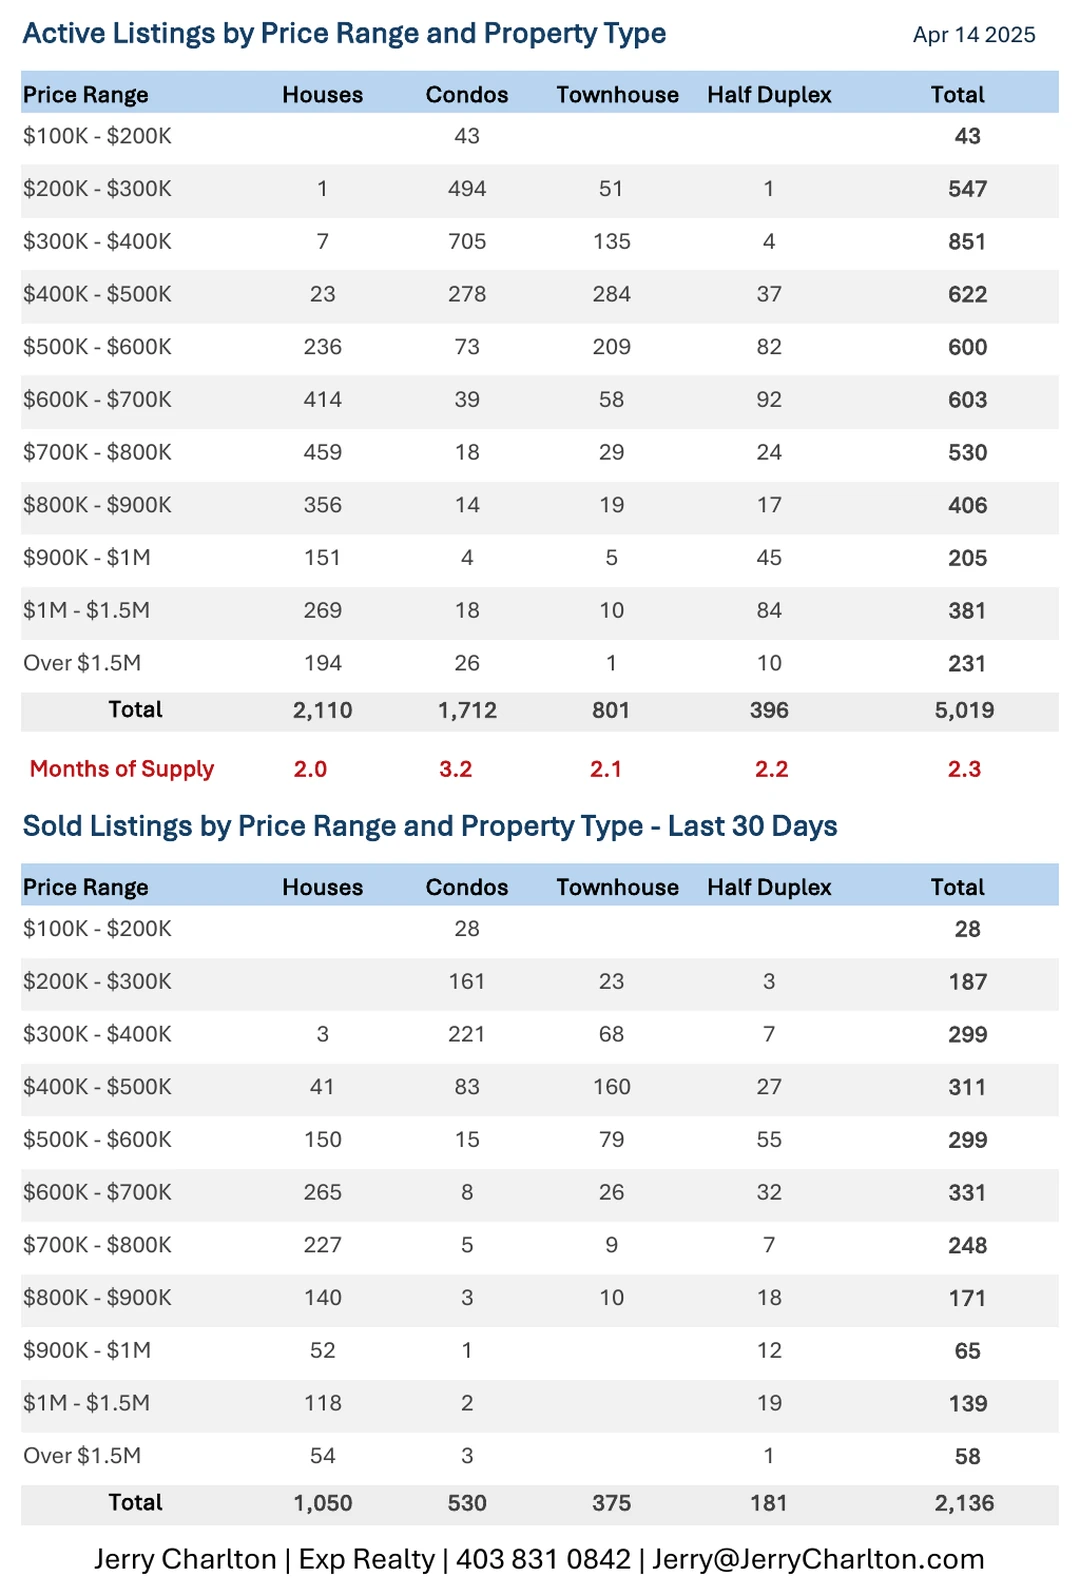 Active Listings by Price Range and Property Type Apr 14 2025
Price Range Houses Condos Townhouse Half Duplex Total
$100K - $200K 43 43
$200K - $300K 1 494 51 1 547
$300K - $400K 7 705 135 4 851
$400K - $500K 23 278 284 37 622
$500K - $600K 236 73 209 82 600
$600K - $700K 414 39 58 92 603
$700K - $800K 459 18 29 24 530
$800K - $900K 356 14 19 17 406
$900K - $1M 151 4 5 45 205
$1M - $1.5M 269 18 10 84 381
Over $1.5M 194 26 1 10 231
Total 2,110 1,712 801 396 5,019
Months of Supply 2.0 3.2 2.1 2.2 2.3
Sold Listings by Price Range and Property Type - Last 30 Days
Price Range Houses Condos Townhouse Half Duplex Total
$100K - $200K 28 28
$200K - $300K 161 23 3 187
$300K - $400K 3 221 68 7 299
$400K - $500K 41 83 160 27 311
$500K - $600K 150 15 79 55 299
$600K - $700K 265 8 26 32 331
$700K - $800K 227 5 9 7 248
$800K - $900K 140 3 10 18 171
$900K - $1M 52 1 12 65
$1M - $1.5M 118 2 19 139
Over $1.5M 54 3 1 58
Total 1,050 530 375 181 2,136
Jerry Charlton | Exp Realty | 403 831 0842 | Jerry@JerryCharlton.com